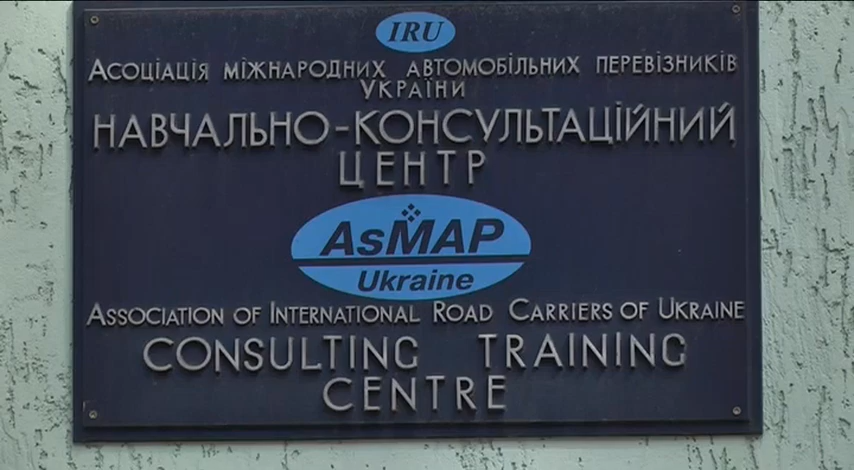 IRU
АСОЦІАЦІЯ МІЖНАРОДНИХ АВТОМОБІЛЬНИХ ПЕРЕВІЗНИКІВ
УКРАЇНИ
НАВЧАЛЬНО-КОНСУЛЬТАЦІЙНИЙ
ЦЕНТР
AsMAP
Ukraine
ASSOCIATION OF INTERNATIONAL ROAD CARRIERS OF UKRAINE
CONSULTING TRAINING
CENTRE